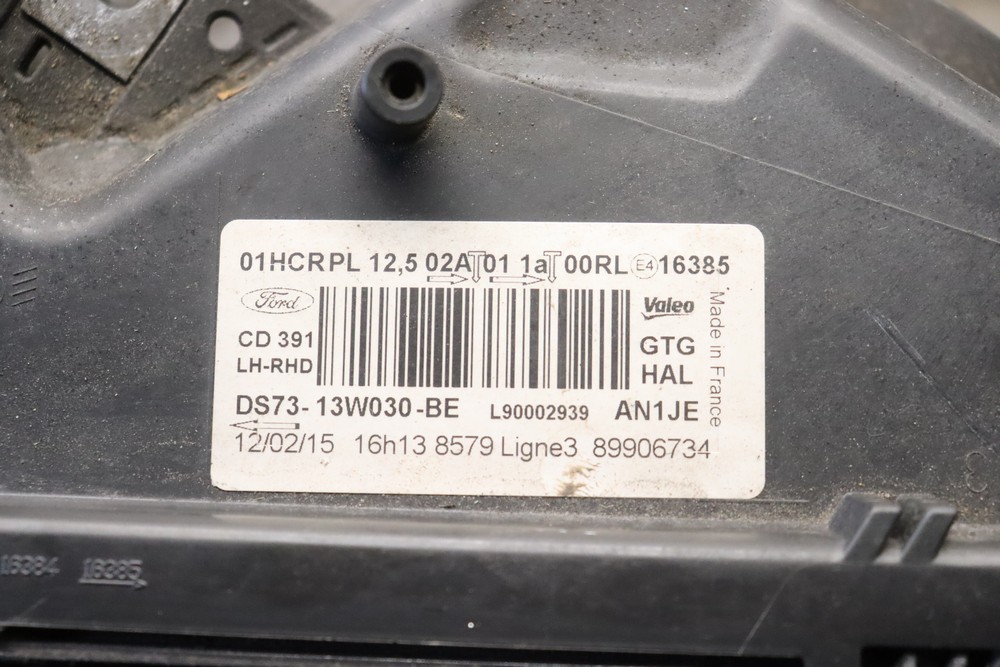 01HCRPL 12,5 02A 01 1a 00RL E4 16385
Ford
Valeo
Made in France
CD 391
GTG
LH-RHD
HAL
DS73-13W030-BE L90002939 AN1JE
12/02/15 16h13 8579 Ligne3 89906734
16384 16385